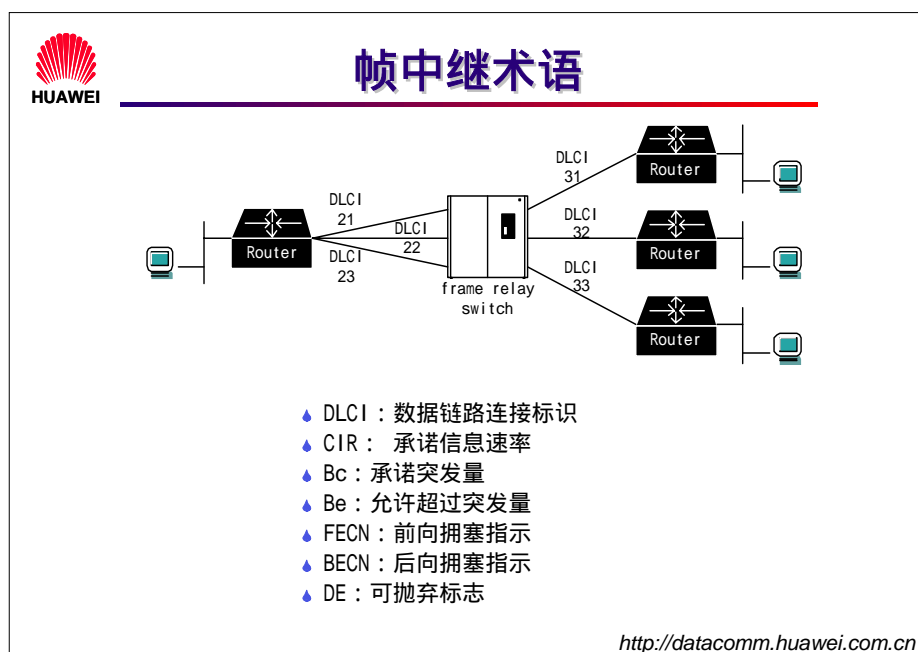 帧中继术语
HUAWEI
DLCI
31
Router
DLCI
21
DLCI
22
DLCI
23
Router
DLCI
32
Router
DLCI
33
frame relay
switch
Router
DLCI：数据链路连接标识
CIR： 承诺信息速率
Bc：承诺突发量
Be：允许超过突发量
FECN：前向拥塞指示
BECN：后向拥塞指示
DE：可抛弃标志
http://datacomm.huawei.com.cn